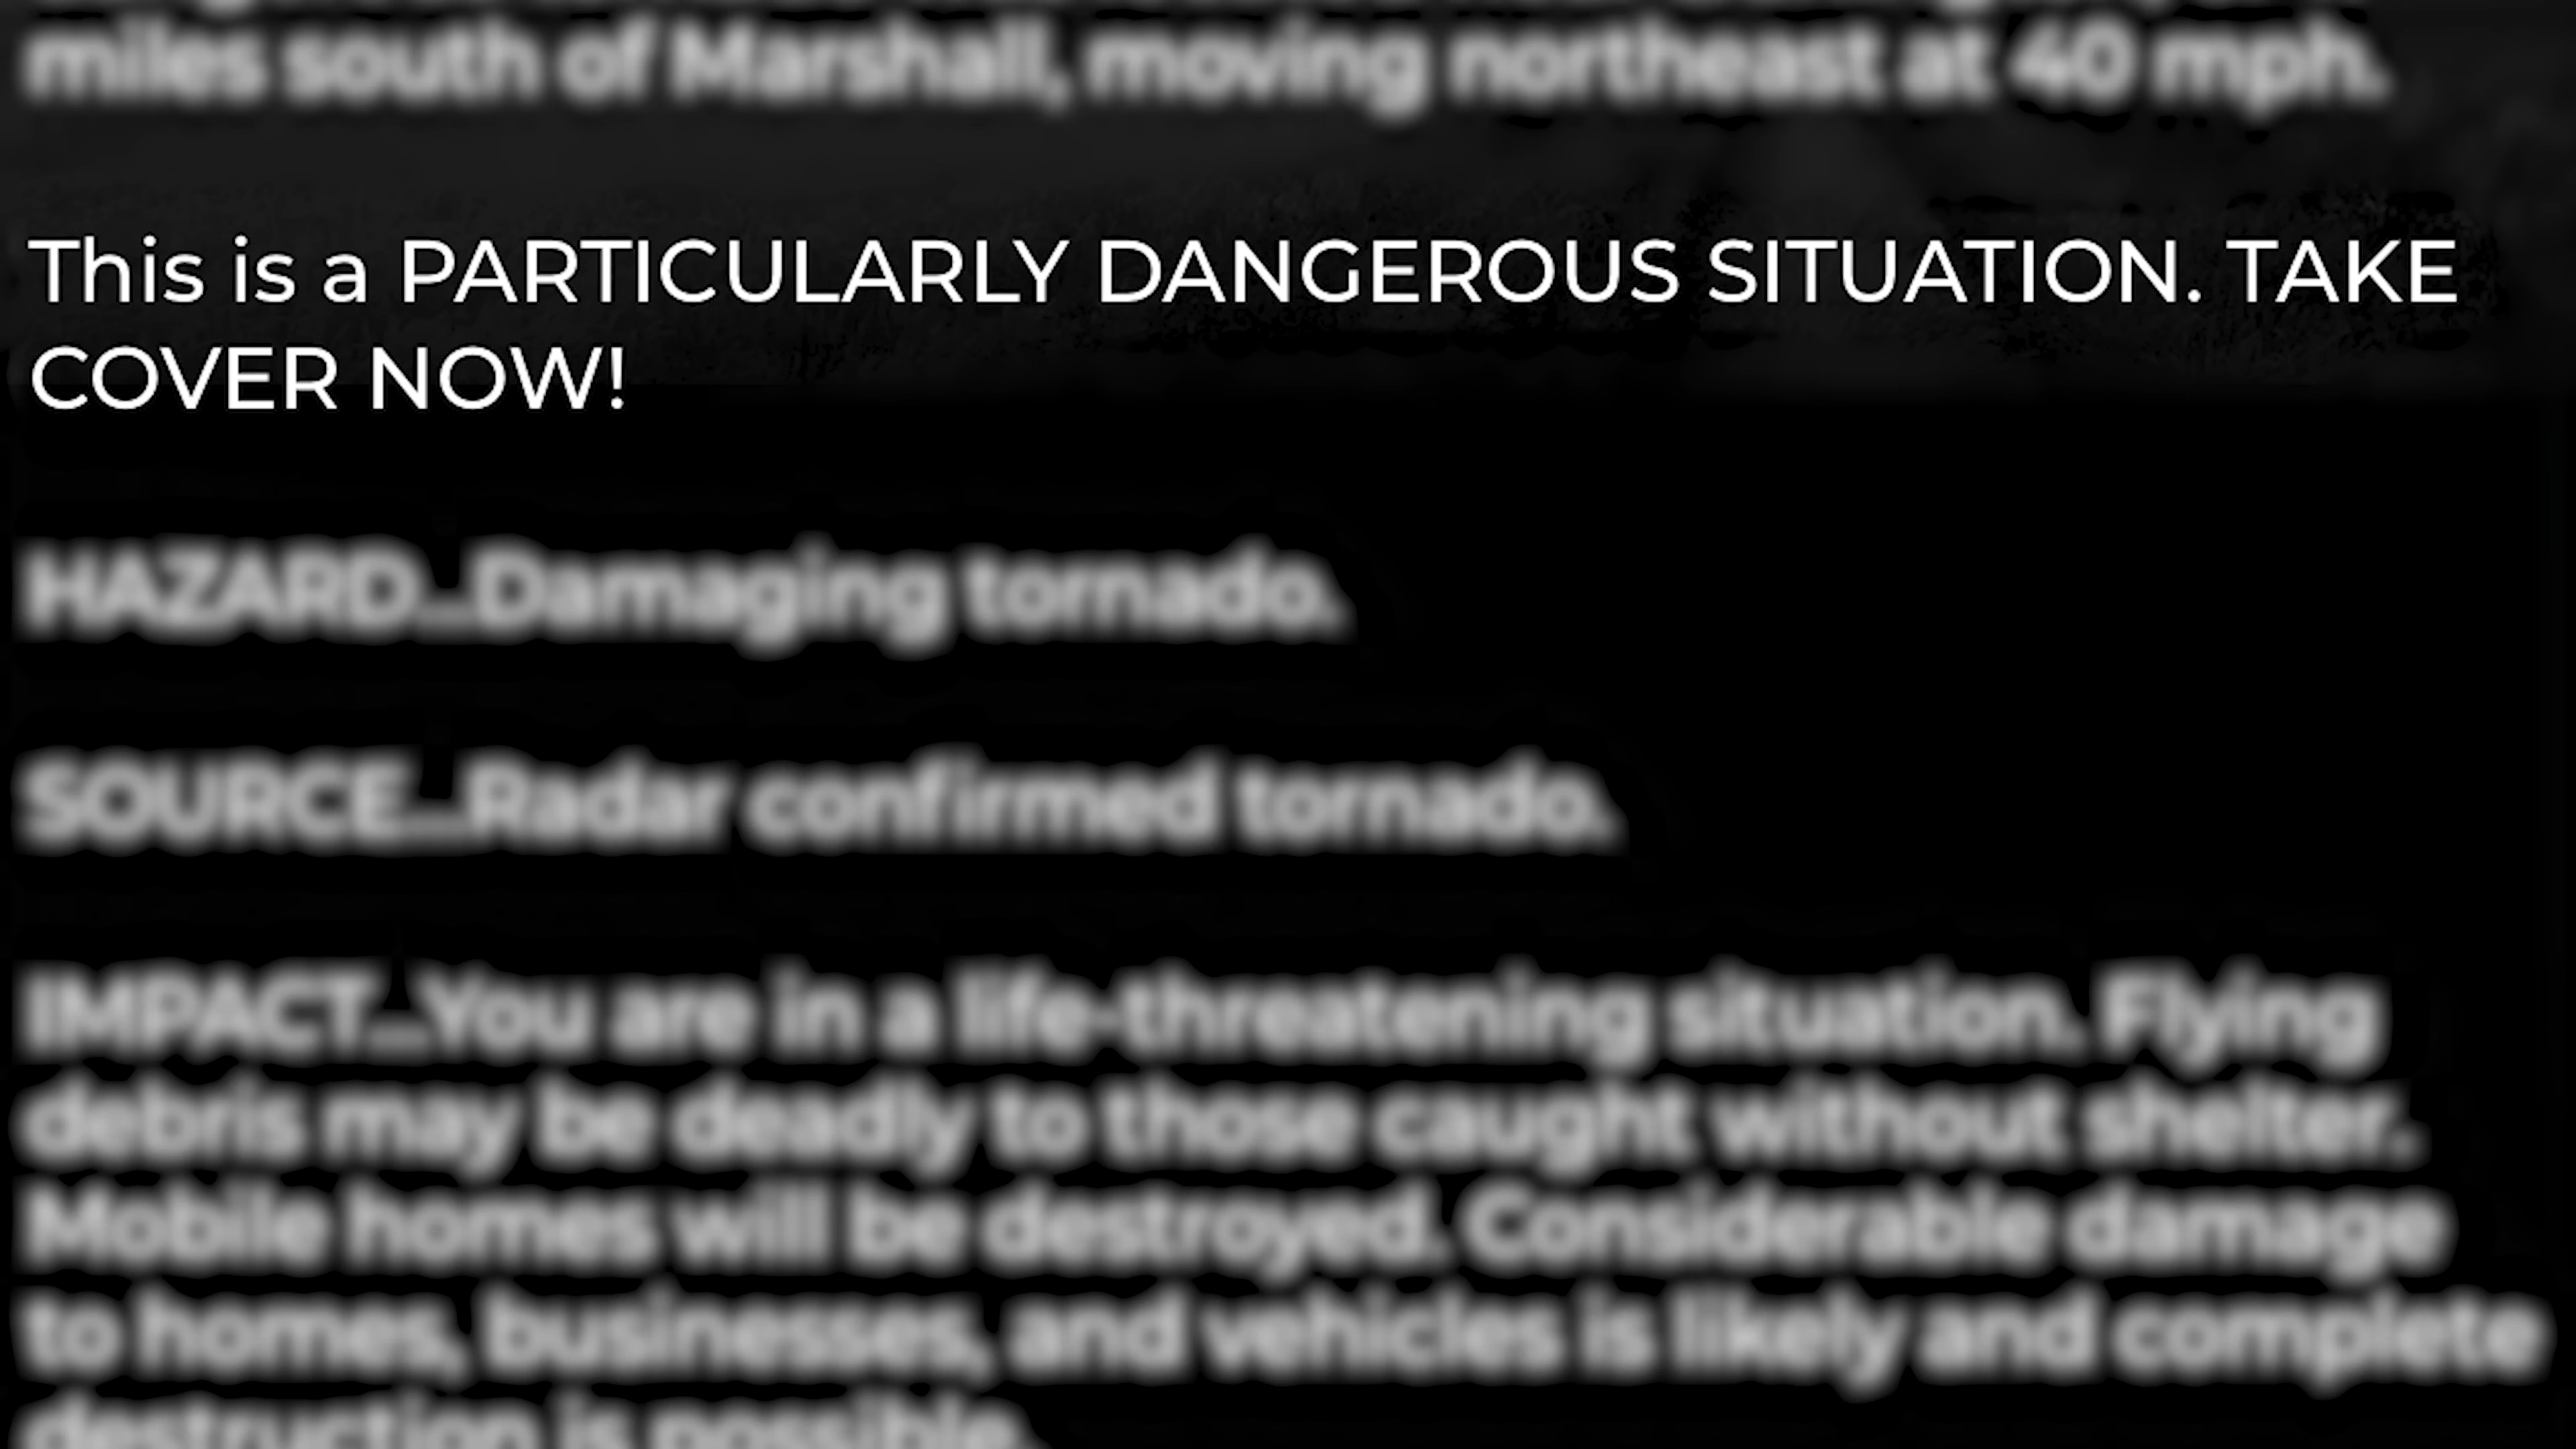 miles south of Marshall, moving northeast at 40 mph.
This is a PARTICULARLY DANGEROUS SITUATION. TAKE
COVER NOW!
HAZARD...Damaging tornado.
SOURCE...Radar confirmed tornado.
IMPACT...You are in a life-threatening situation. Flying
debris may be deadly to those caught without shelter.
Mobile homes will be destroyed. Considerable damage
to homes, businesses, and vehicles is likely and complete
destruction is possible.